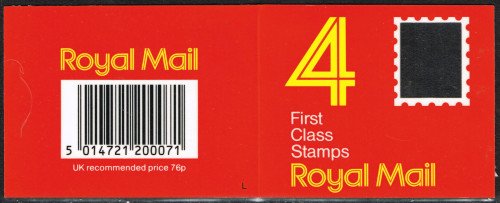 Royal Mail
5 014721 200071
UK recommended price 76p
L
4
First
Class
Stamps
Royal Mail